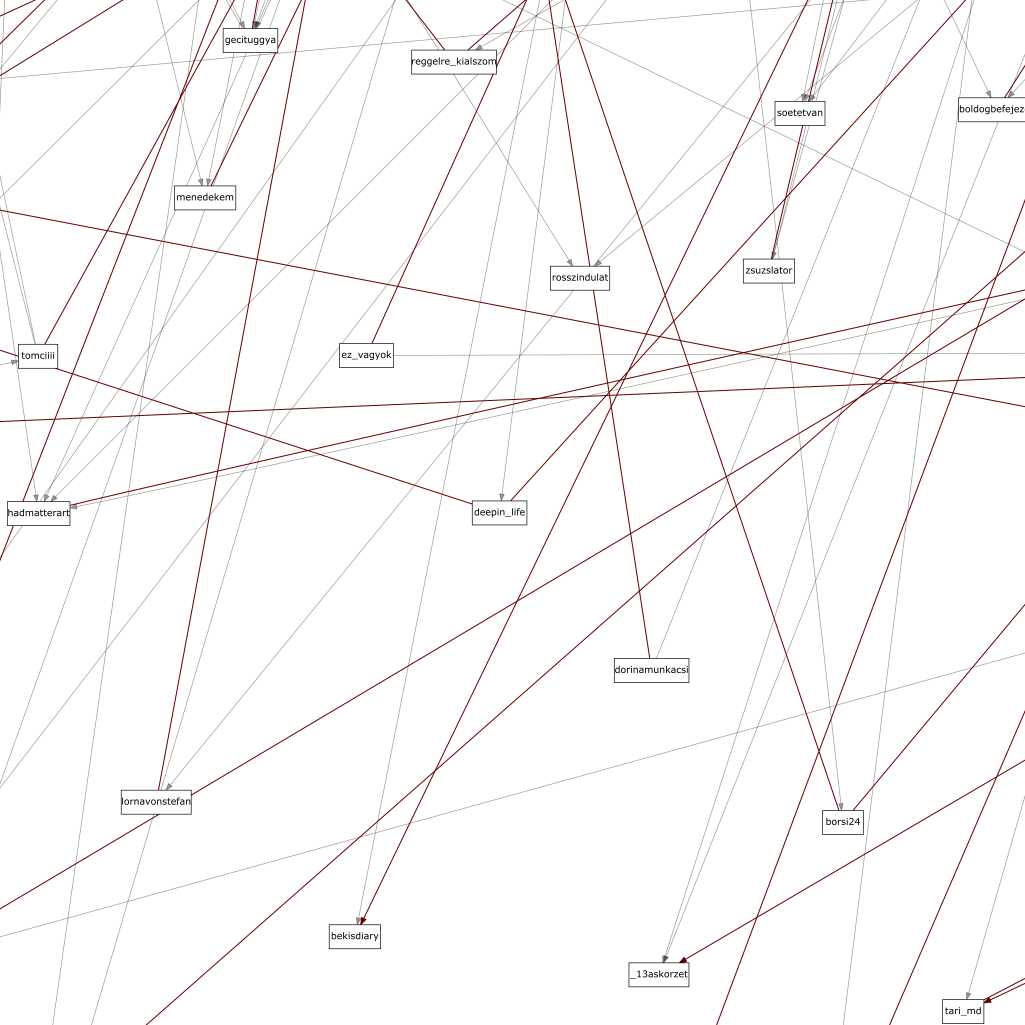 gecituggya
reggelre_kialszom
soetetvan
boldogbefejez
menedekem
rosszindulat
zsuzslator
tomciiii
ez_vagyok
hadmatterart
deepin_life
dorinamunkacsi
lornavonstefan
borsi24
bekisdiary
_13askorzet
tari_md